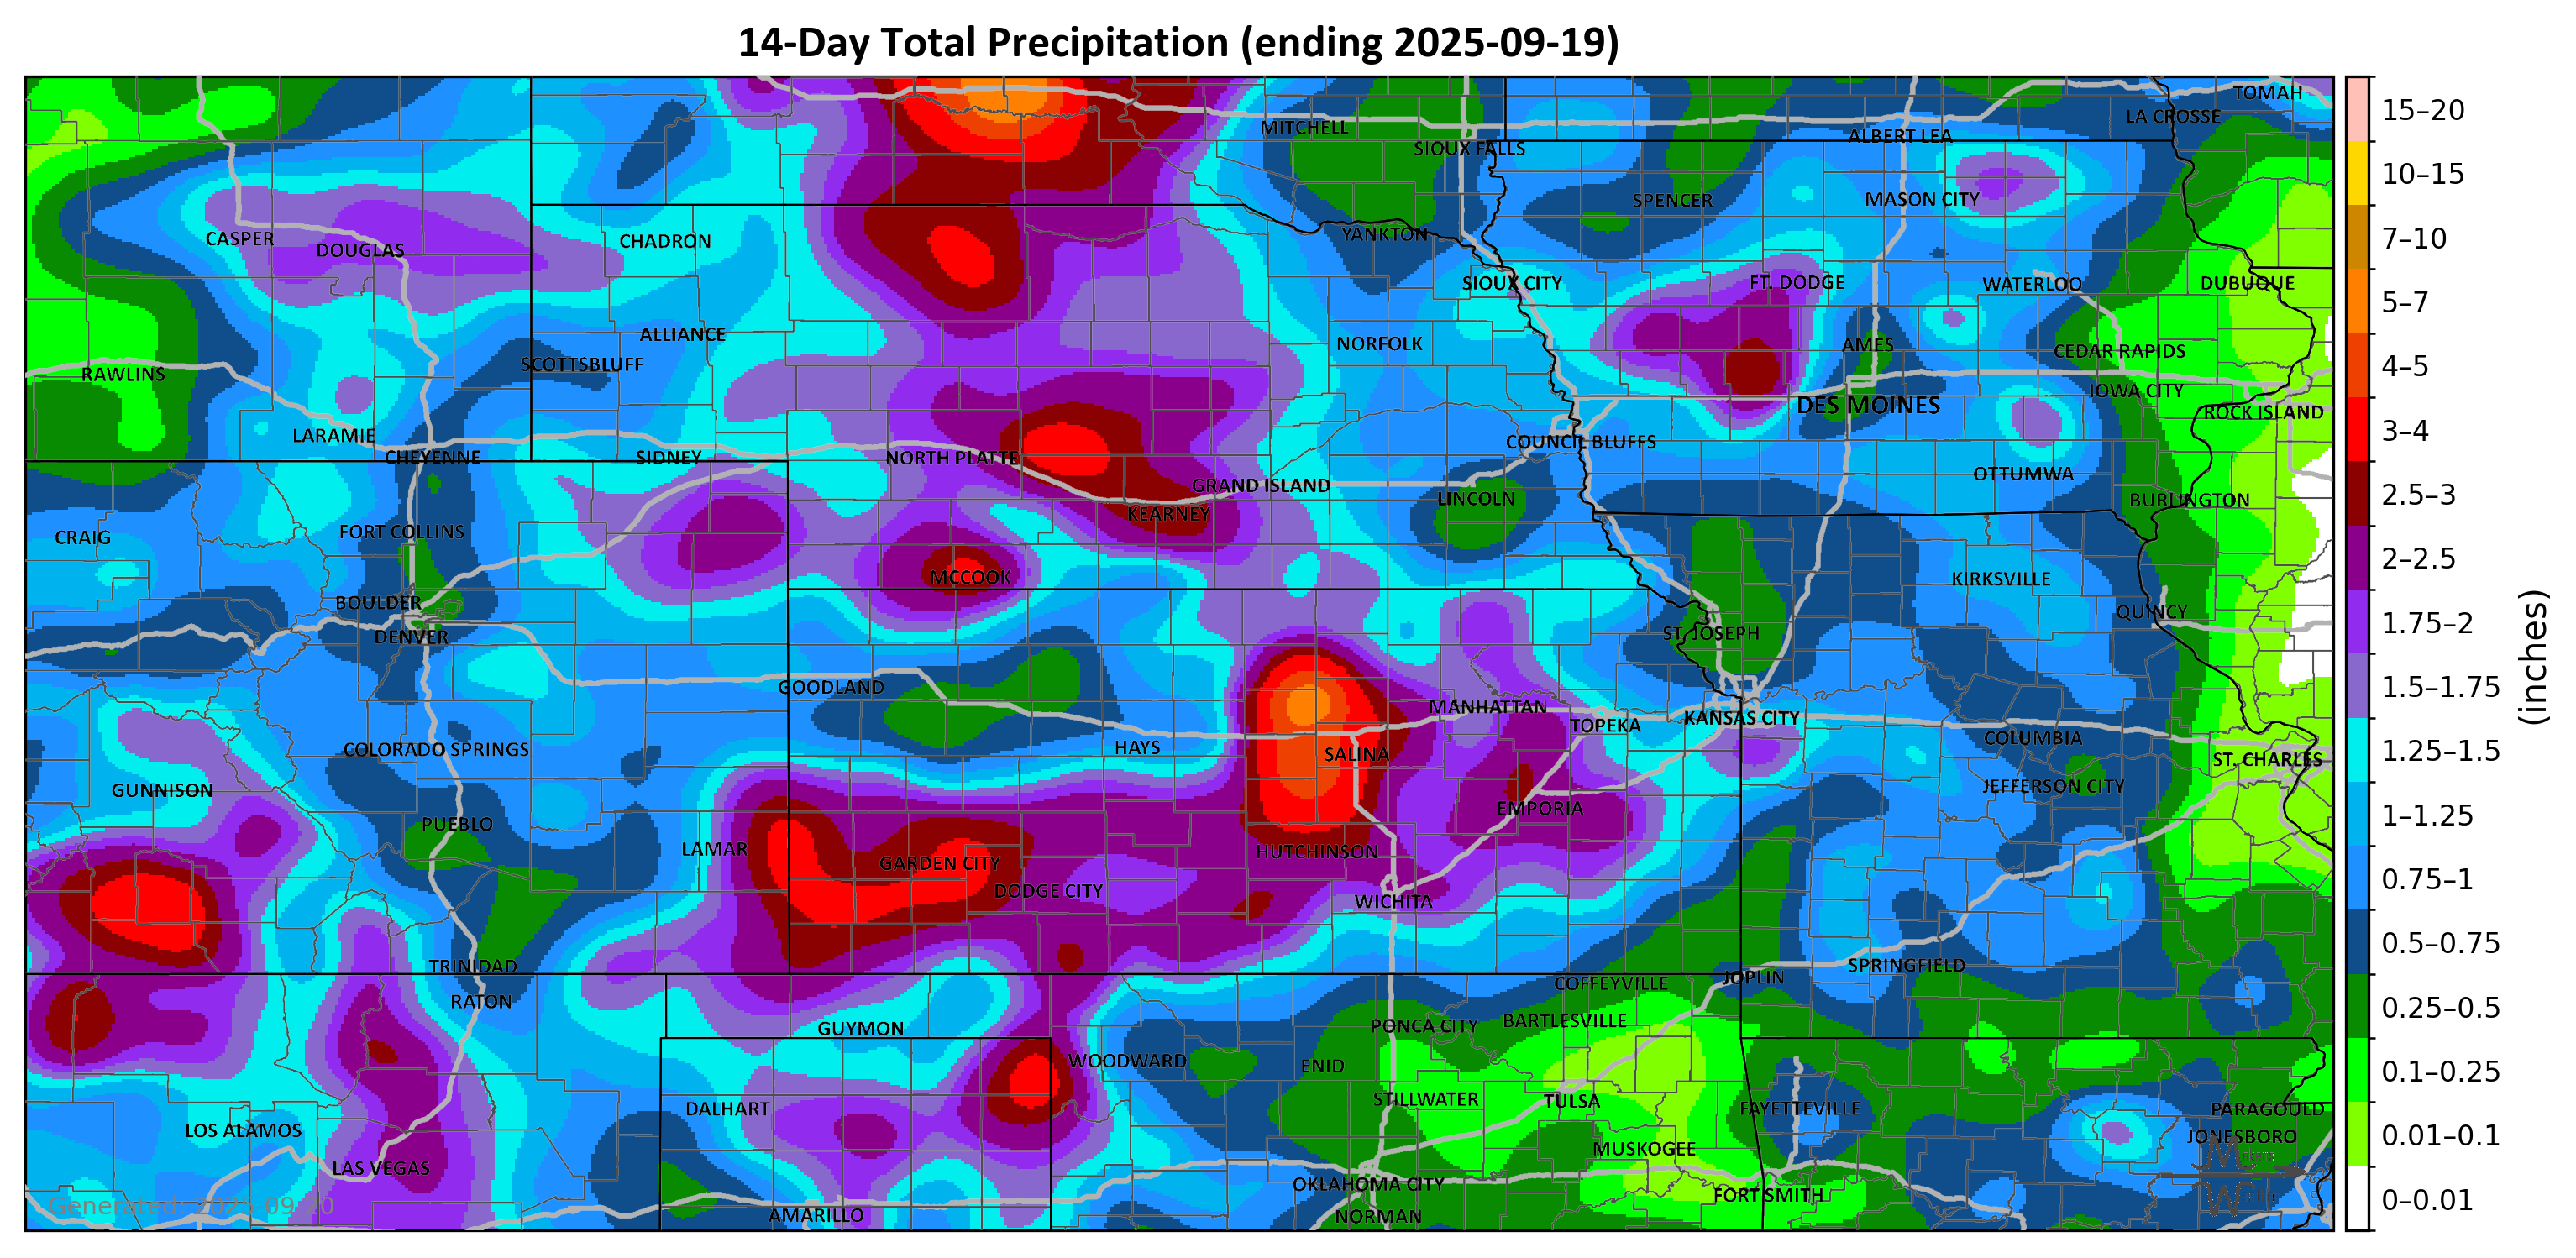 14-Day Total Precipitation (ending 2025-09-19)
TOMAH
LA CROSSE
MITCHELL
ALBERT LEA
SIOUX FALLS
SPENCER
MASON CITY
YANKTON
CASPER
DOUGLAS
CHADRON
SIOUX CITY
FT. DODGE
WATERLOO
DUBUQUE
ALLIANCE
NORFOLK
AMES
CEDAR RAPIDS
SCOTTSBLUFF
RAWLINS
IOWA CITY
DES MOINES
ROCK ISLAND
LARAMIE
COUNCIL BLUFFS
CHEYENNE
SIDNEY
NORTH PLATTE
OTTUMWA
GRAND ISLAND
LINCOLN
BURLINGTON
KEARNEY
FORT COLLINS
CRAIG
MCCOOK
KIRKSVILLE
BOULDER
QUINCY
DENVER
ST. JOSEPH
GOODLAND
MANHATTAN
TOPEKA
KANSAS CITY
COLUMBIA
COLORADO SPRINGS
HAYS
SALINA
ST. CHARLES
GUNNISON
JEFFERSON CITY
EMPORIA
PUEBLO
LAMAR
HUTCHINSON
GARDEN CITY
DODGE CITY
WICHITA
TRINIDAD
SPRINGFIELD
JOPLIN
COFFEYVILLE
RATON
GUYMON
PONCA CITY
BARTLESVILLE
WOODWARD
ENID
STILLWATER
TULSA
DALHART
FAYETTEVILLE
PARAGOULD
LOS ALAMOS
JONESBORO
MUSKOGEE
LAS VEGAS
OKLAHOMA CITY
FORT SMITH
AMARILLO
NORMAN
Generated: 2025-09-20
15–20
10–15
7–10
5–7
4–5
3–4
2.5–3
2–2.5
1.75–2
1.5–1.75
1.25–1.5
1–1.25
0.75–1
0.5–0.75
0.25–0.5
0.1–0.25
0.01–0.1
0–0.01
(inches)